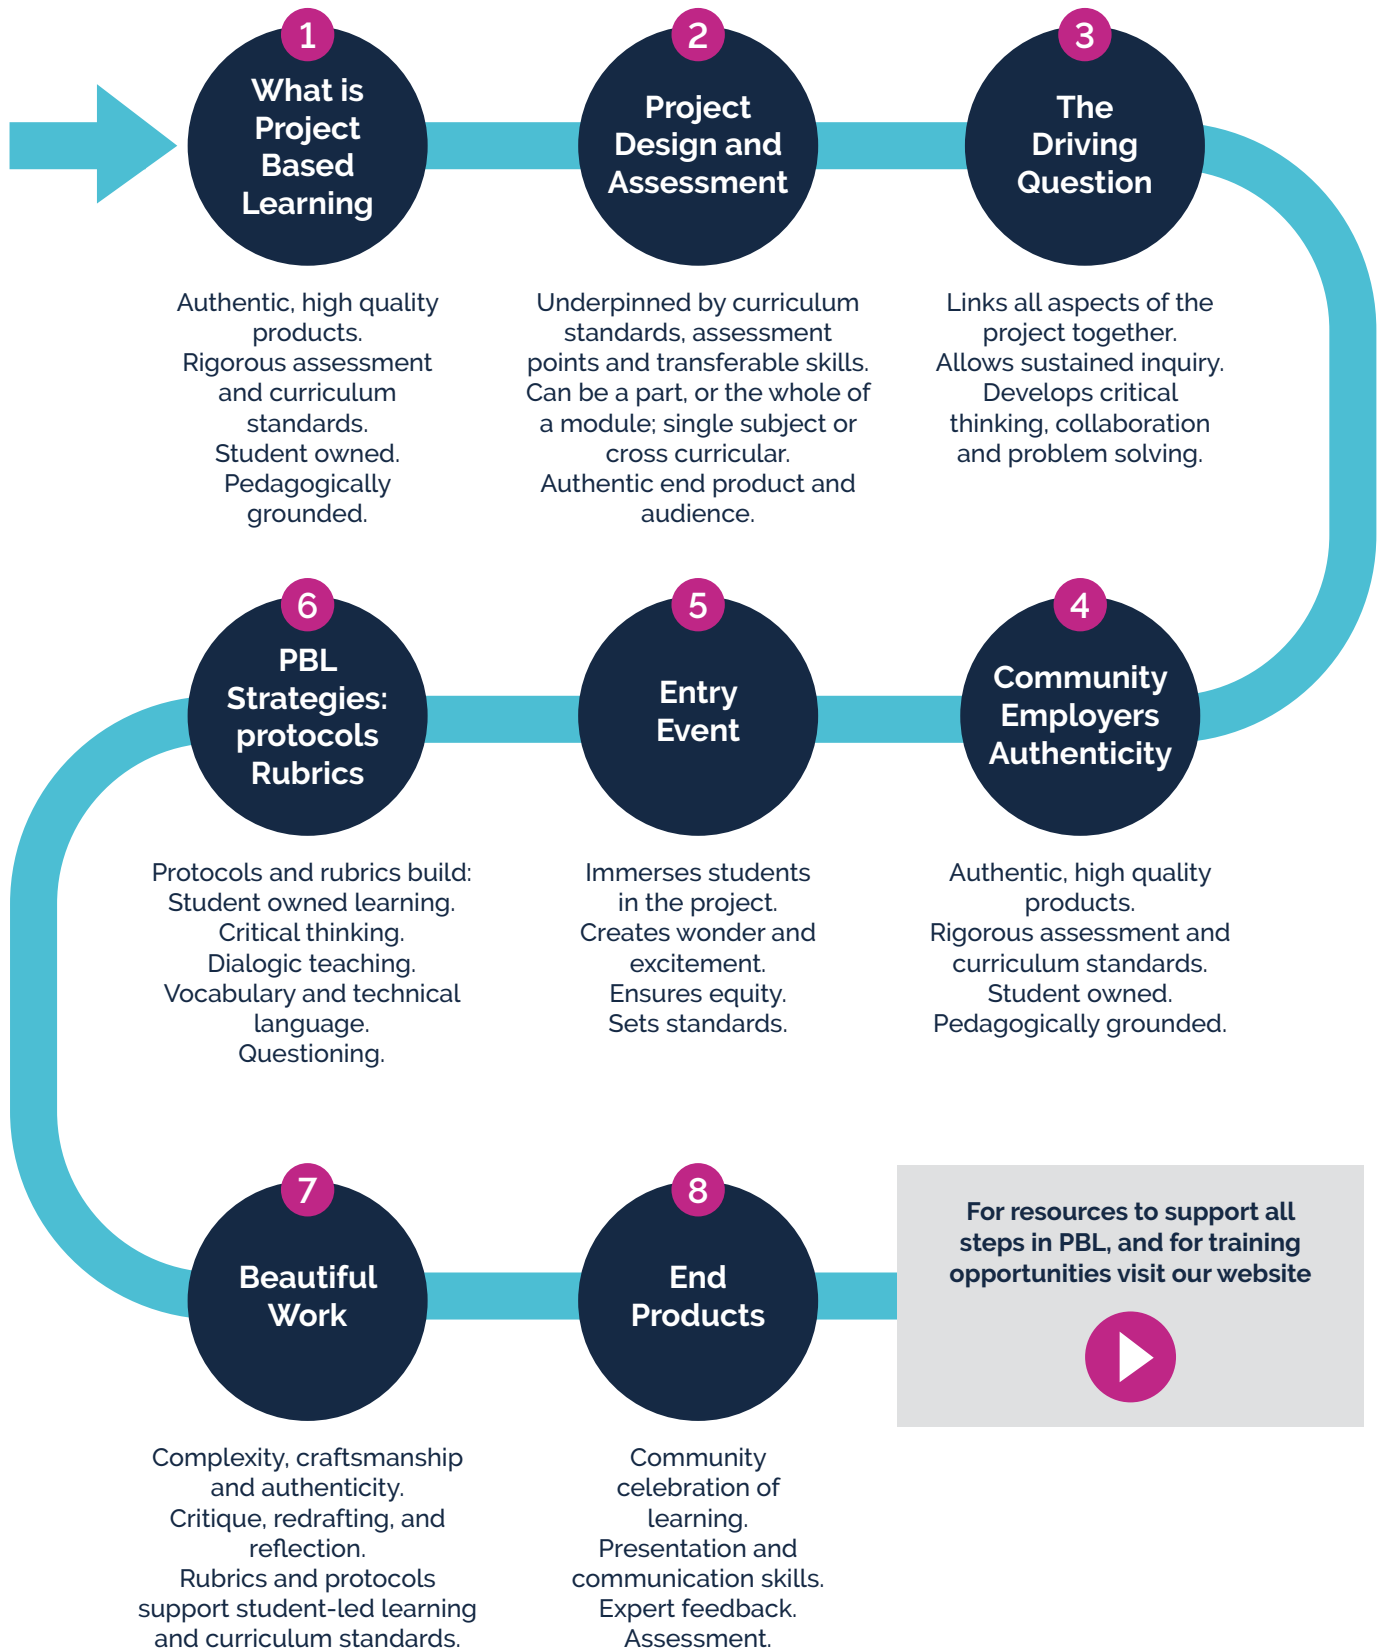 1
What is
Project
Based
Learning
Authentic, high quality
products.
Rigorous assessment
and curriculum
standards.
Student owned.
Pedagogically
grounded.
2
Project
Design and
Assessment
Underpinned by curriculum
standards, assessment
points and transferable skills.
Can be a part, or the whole of
a module; single subject or
cross curricular.
Authentic end product and
audience.
3
The
Driving
Question
Links all aspects of the
project together.
Allows sustained inquiry.
Develops critical
thinking, collaboration
and problem solving.
4
Community
Employers
Authenticity
Authentic, high quality
products.
Rigorous assessment and
curriculum standards.
Student owned.
Pedagogically grounded.
5
Entry
Event
Immerses students
in the project.
Creates wonder and
excitement.
Ensures equity.
Sets standards.
6
PBL
Strategies:
protocols
Rubrics
Protocols and rubrics build:
Student owned learning.
Critical thinking.
Dialogic teaching.
Vocabulary and technical
language.
Questioning.
7
Beautiful
Work
Complexity, craftsmanship
and authenticity.
Critique, redrafting, and
reflection.
Rubrics and protocols
support student-led learning
and curriculum standards.
8
End
Products
Community
celebration of
learning.
Presentation and
communication skills.
Expert feedback.
Assessment.
For resources to support all
steps in PBL, and for training
opportunities visit our website